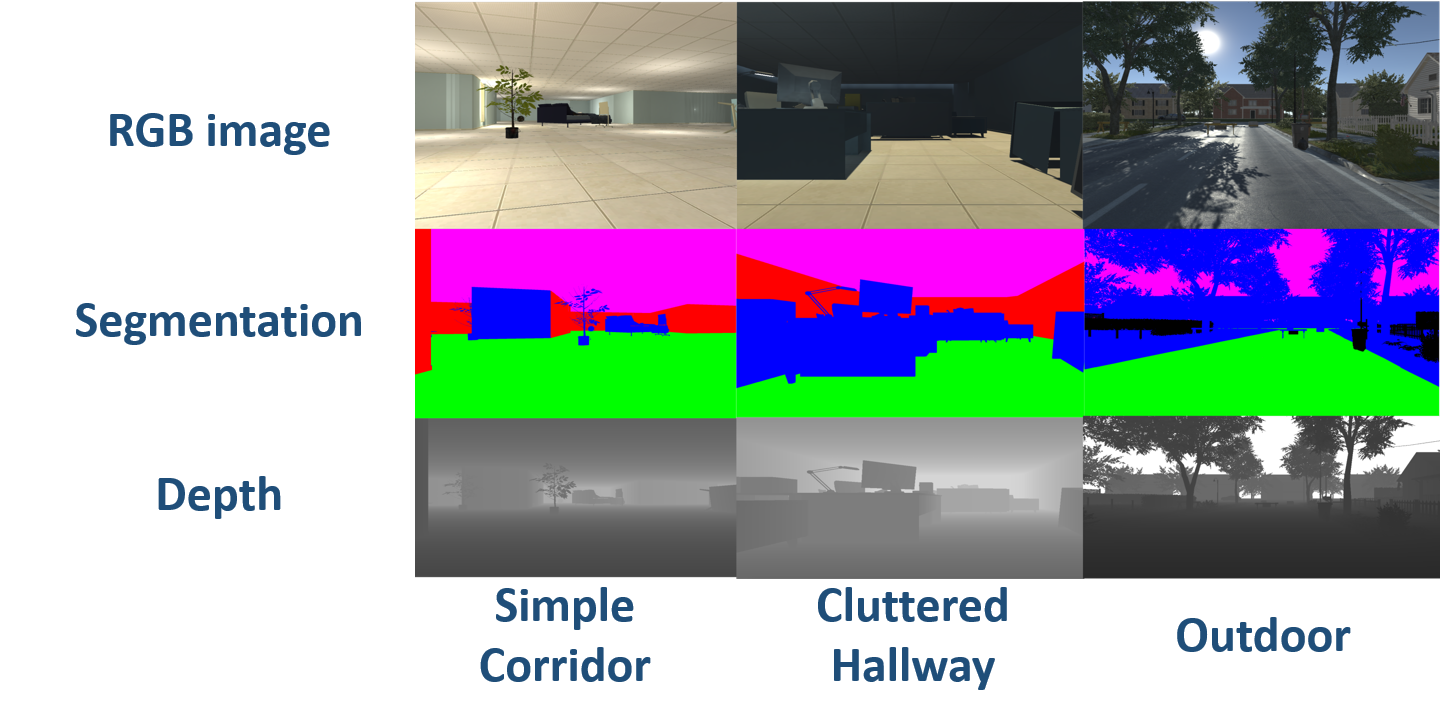 RGB image
Segmentation
Depth
Simple
Corridor
Cluttered
Hallway
Outdoor